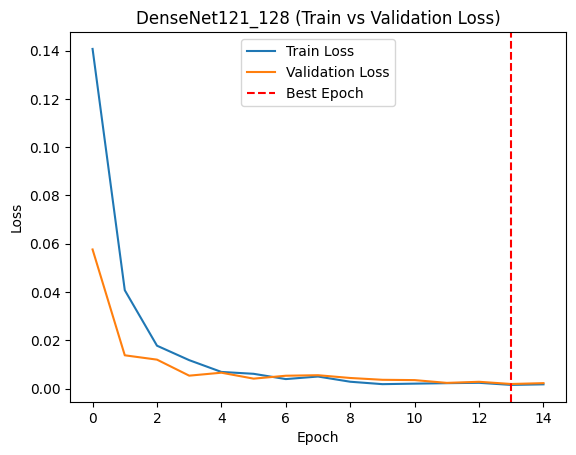 DenseNet121_128 (Train vs Validation Loss)
Train Loss
Validation Loss
Best Epoch
0.14
0.12
0.10
0.08
0.06
0.04
0.02
0.00
Loss
0 2 4 6 8 10 12 14
Epoch